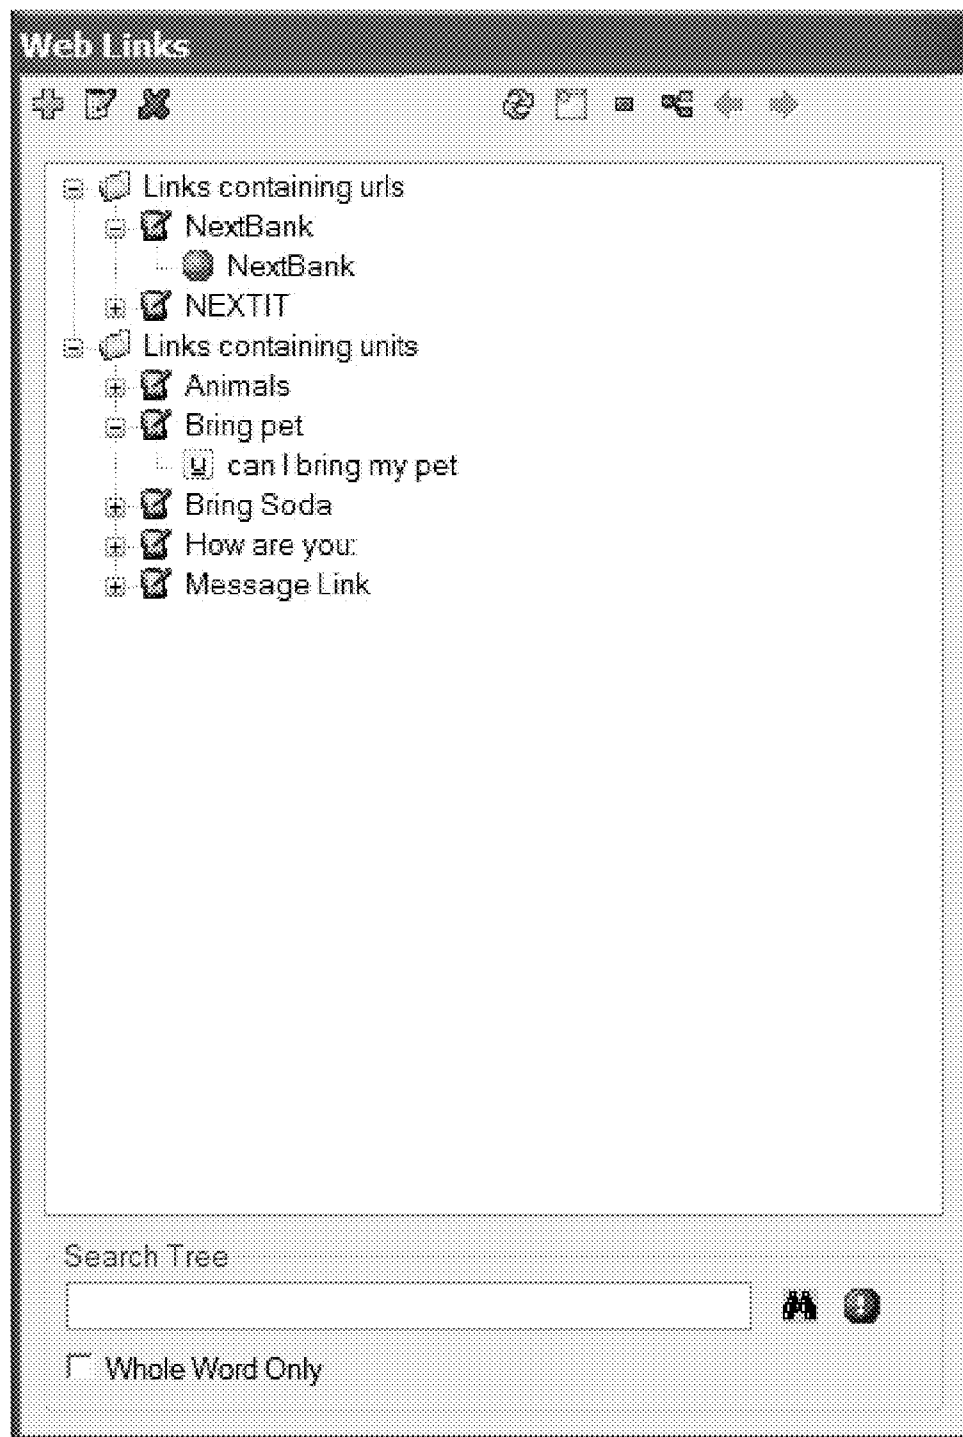 Web Links
Links containing urls
NextBank
NextBank
NEXTIT
Links containing units
Animals
Bring pet
u can I bring my pet
Bring Soda
How are you:
Message Link
Search Tree
Whole Word Only